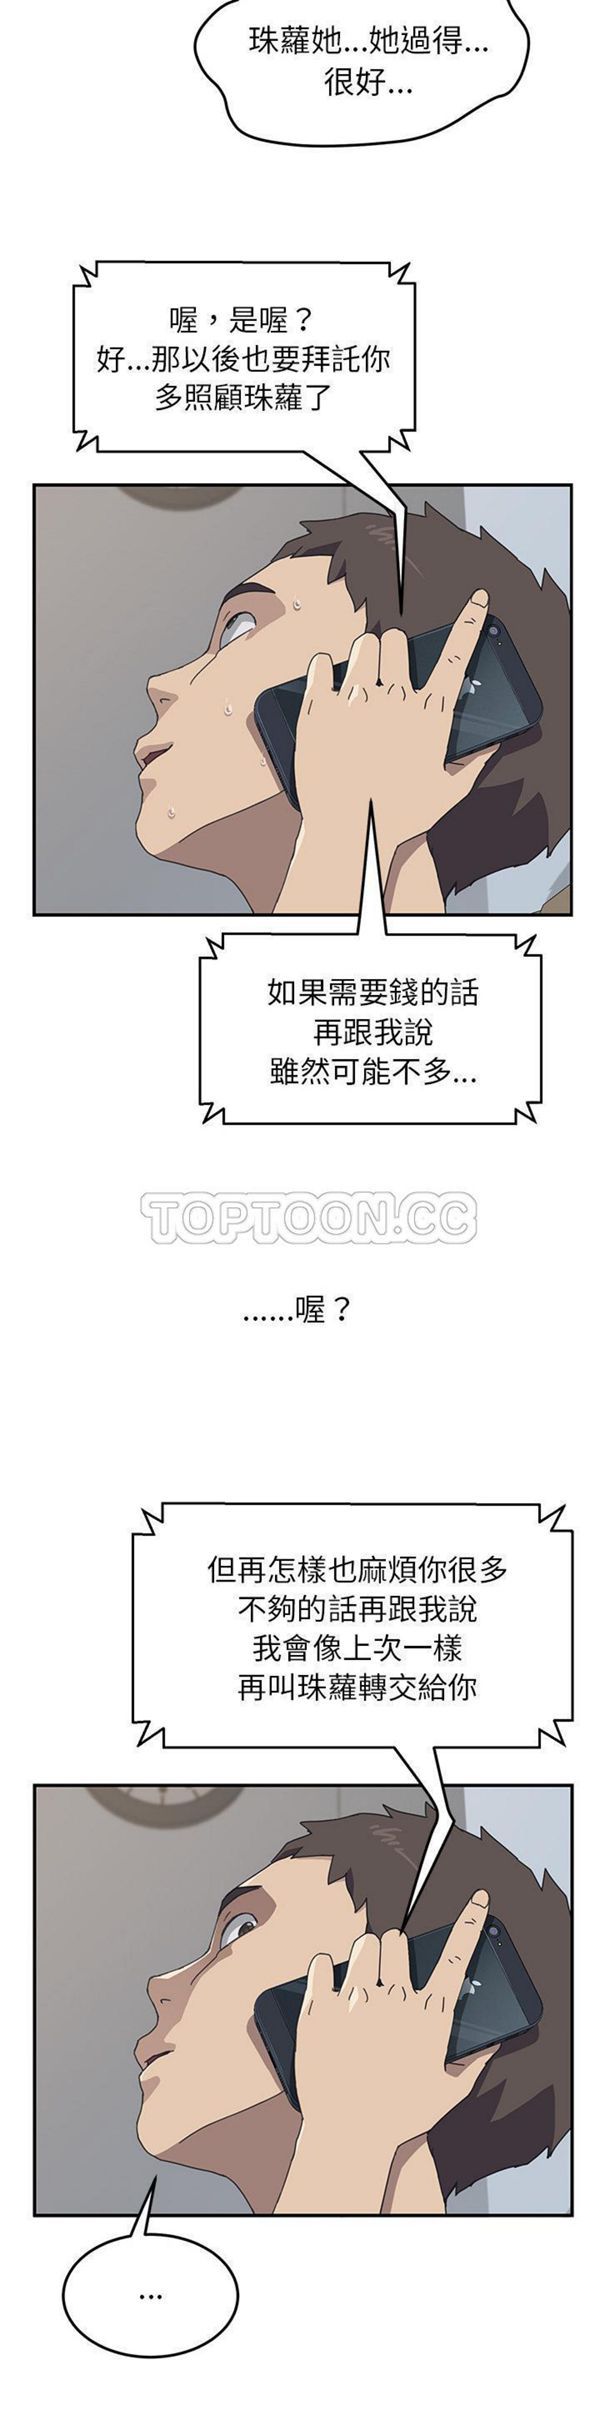 珠蘿她...她過得...
很好...
喔，是喔？
好...那以後也要拜託你
多照顧珠蘿了
如果需要錢的話
再跟我說
雖然可能不多...
TOPTOON.CC
......喔？
但再怎樣也麻煩你很多
不夠的話再跟我說
我會像上次一樣
再叫珠蘿轉交給你
...